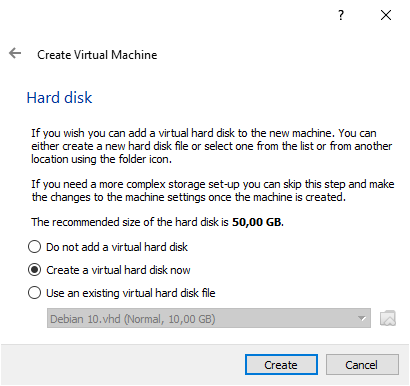 ?
Create Virtual Machine
Hard disk
If you wish you can add a virtual hard disk to the new machine. You can
either create a new hard disk file or select one from the list or from another
location using the folder icon.
If you need a more complex storage set-up you can skip this step and make
the changes to the machine settings once the machine is created.
The recommended size of the hard disk is 50,00 GB.
Do not add a virtual hard disk
Create a virtual hard disk now
Use an existing virtual hard disk file
Debian 10.vhd (Normal, 10,00 GB)
Create Cancel